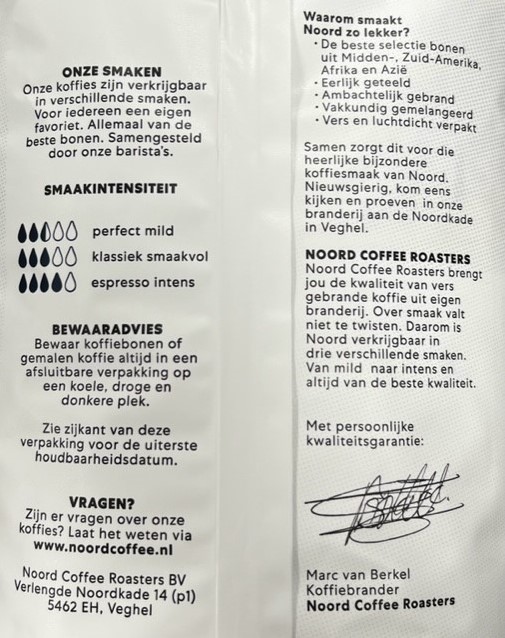 ONZE SMAKEN
Onze koffies zijn verkrijgbaar
in verschillende smaken.
Voor iedereen een eigen
favoriet. Allemaal van de
beste bonen. Samengesteld
door onze barista's.
SMAAKINTENSITEIT
perfect mild
klassiek smaakvol
espresso intens
BEWAARADVIES
Bewaar koffiebonen of
gemalen koffie altijd in een
afsluitbare verpakking op
een koele, droge en
donkere plek.
Zie zijkant van deze
verpakking voor de uiterste
houdbaarheidsdatum.
VRAGEN?
Zijn er vragen over onze
koffies? Laat het weten via
www.noordcoffee.nl
Noord Coffee Roasters BV
Verlengde Noordkade 14 (p1)
5462 EH, Veghel
Waarom smaakt
Noord zo lekker?
• De beste selectie bonen
uit Midden-, Zuid-Amerika,
Afrika en Azië
• Eerlijk geteeld
• Ambachtelijk gebrand
• Vakkundig gemelangeerd
• Vers en luchtdicht verpakt
Samen zorgt dit voor die
heerlijke bijzondere
koffiesmaak van Noord.
Nieuwsgierig, kom eens
kijken en proeven in onze
branderij aan de Noordkade
in Veghel.
NOORD COFFEE ROASTERS
Noord Coffee Roasters brengt
jou de kwaliteit van vers
gebrande koffie uit eigen
branderij. Over smaak valt
niet te twisten. Daarom is
Noord verkrijgbaar in
drie verschillende smaken.
Van mild naar intens en
altijd van de beste kwaliteit.
Met persoonlijke
kwaliteitsgarantie:
Marc van Berkel
Koffiebrander
Noord Coffee Roasters